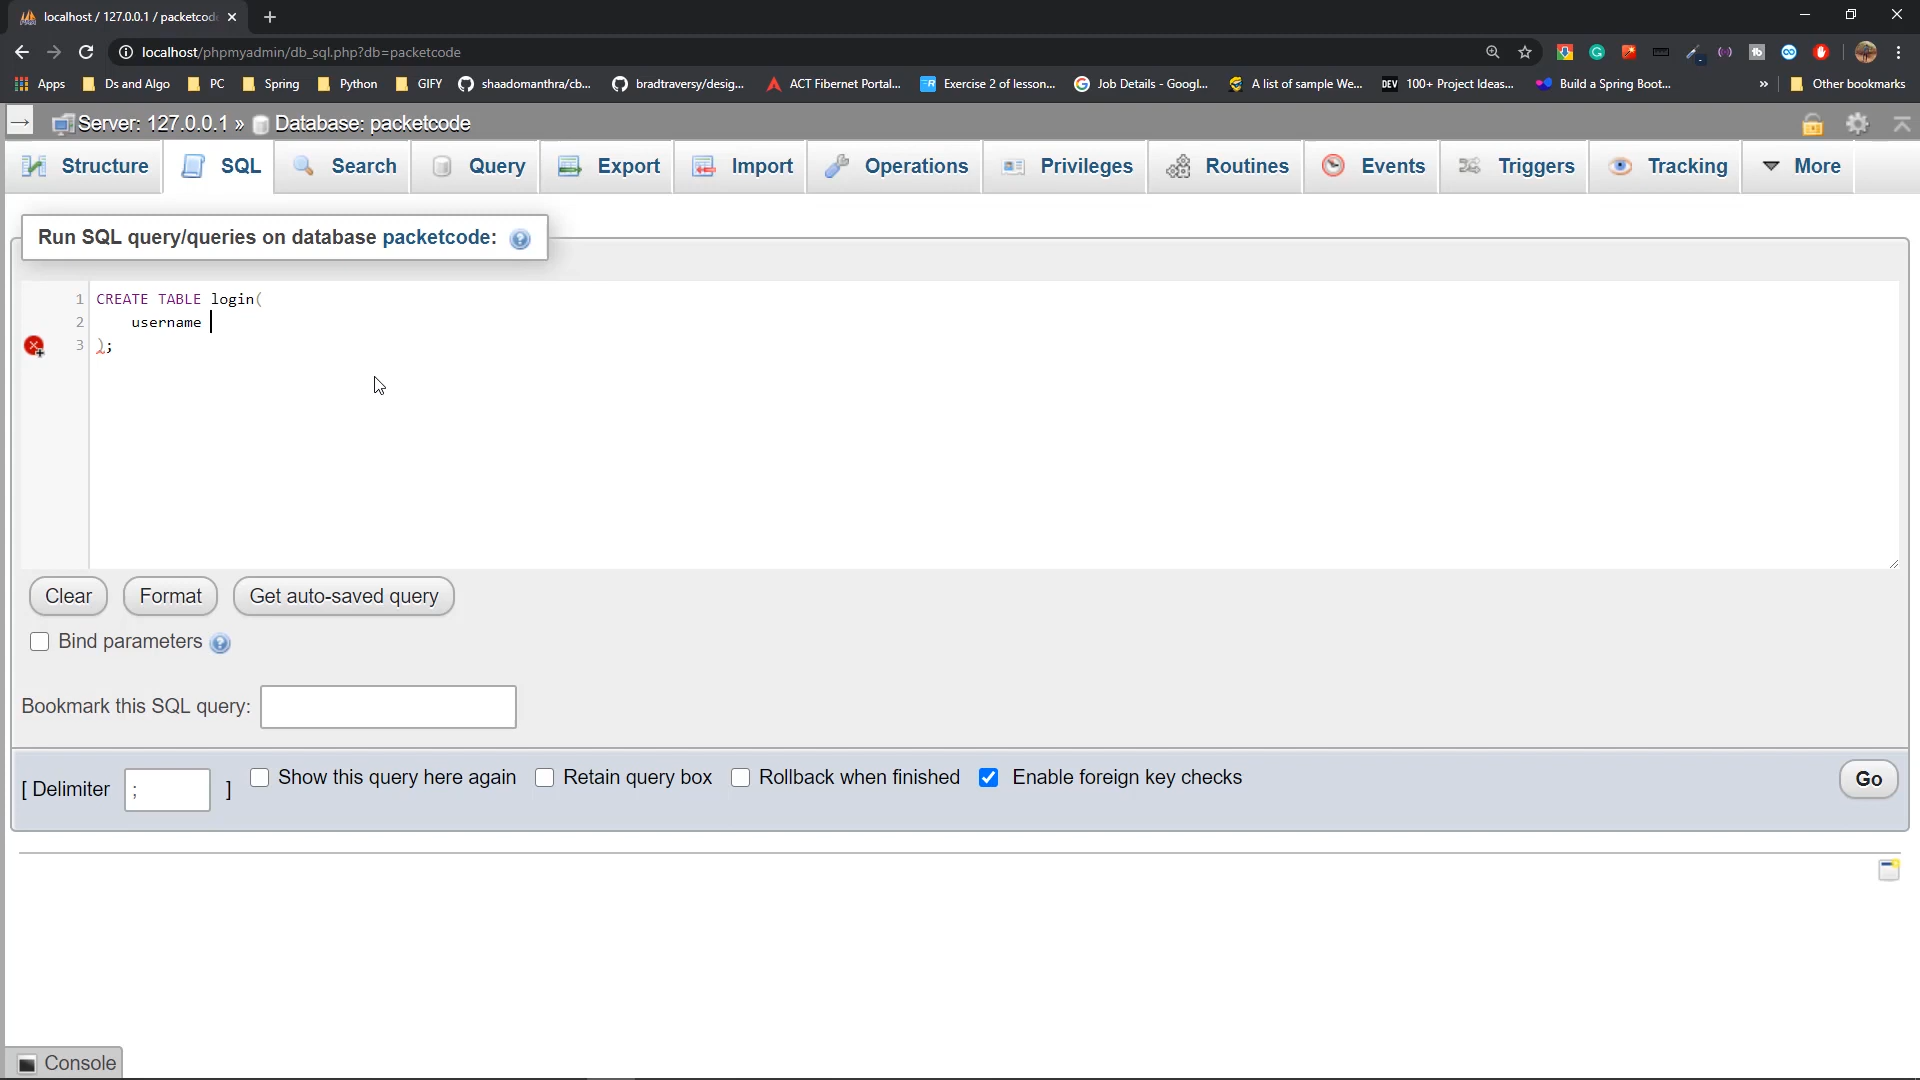 localhost / 127.0.0.1 / packetcod
localhost/phpmyadmin/db_sql.php?db=packetcode
Apps Ds and Algo PC Spring Python GIFY shaadomanthra/cb... bradtraversy/desig... ACT Fibernet Portal... Exercise 2 of lesson... Job Details - Googl... A list of sample We... DEV 100+ Project Ideas... Build a Spring Boot... » Other bookmarks
Server: 127.0.0.1 » Database: packetcode
Structure SQL Search Query Export Import Operations Privileges Routines Events Triggers Tracking More
Run SQL query/queries on database packetcode:
1 CREATE TABLE login(
2 username
3 );
Clear Format Get auto-saved query
Bind parameters
Bookmark this SQL query:
[ Delimiter ; ] Show this query here again Retain query box Rollback when finished Enable foreign key checks Go
Console